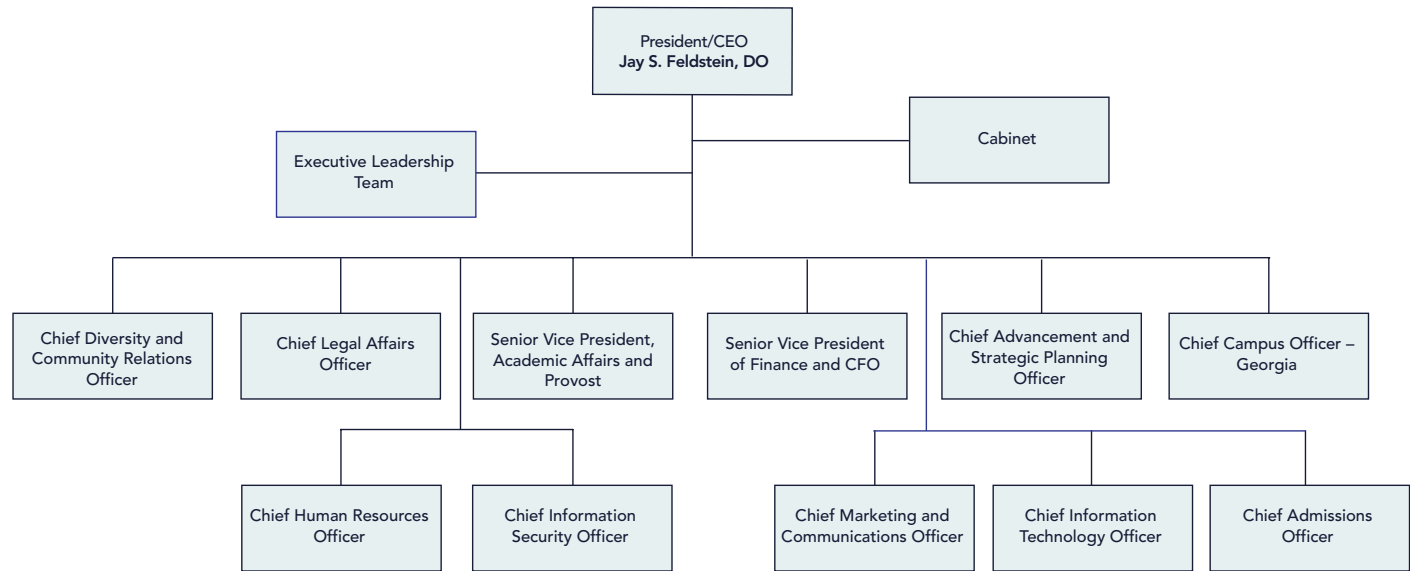 President/CEO
Jay S. Feldstein, DO
Cabinet
Executive Leadership
Team
Chief Diversity and
Community Relations
Officer
Chief Legal Affairs
Officer
Senior Vice President,
Academic Affairs and
Provost
Senior Vice President
of Finance and CFO
Chief Advancement and
Strategic Planning
Officer
Chief Campus Officer –
Georgia
Chief Human Resources
Officer
Chief Information
Security Officer
Chief Marketing and
Communications Officer
Chief Information
Technology Officer
Chief Admissions
Officer